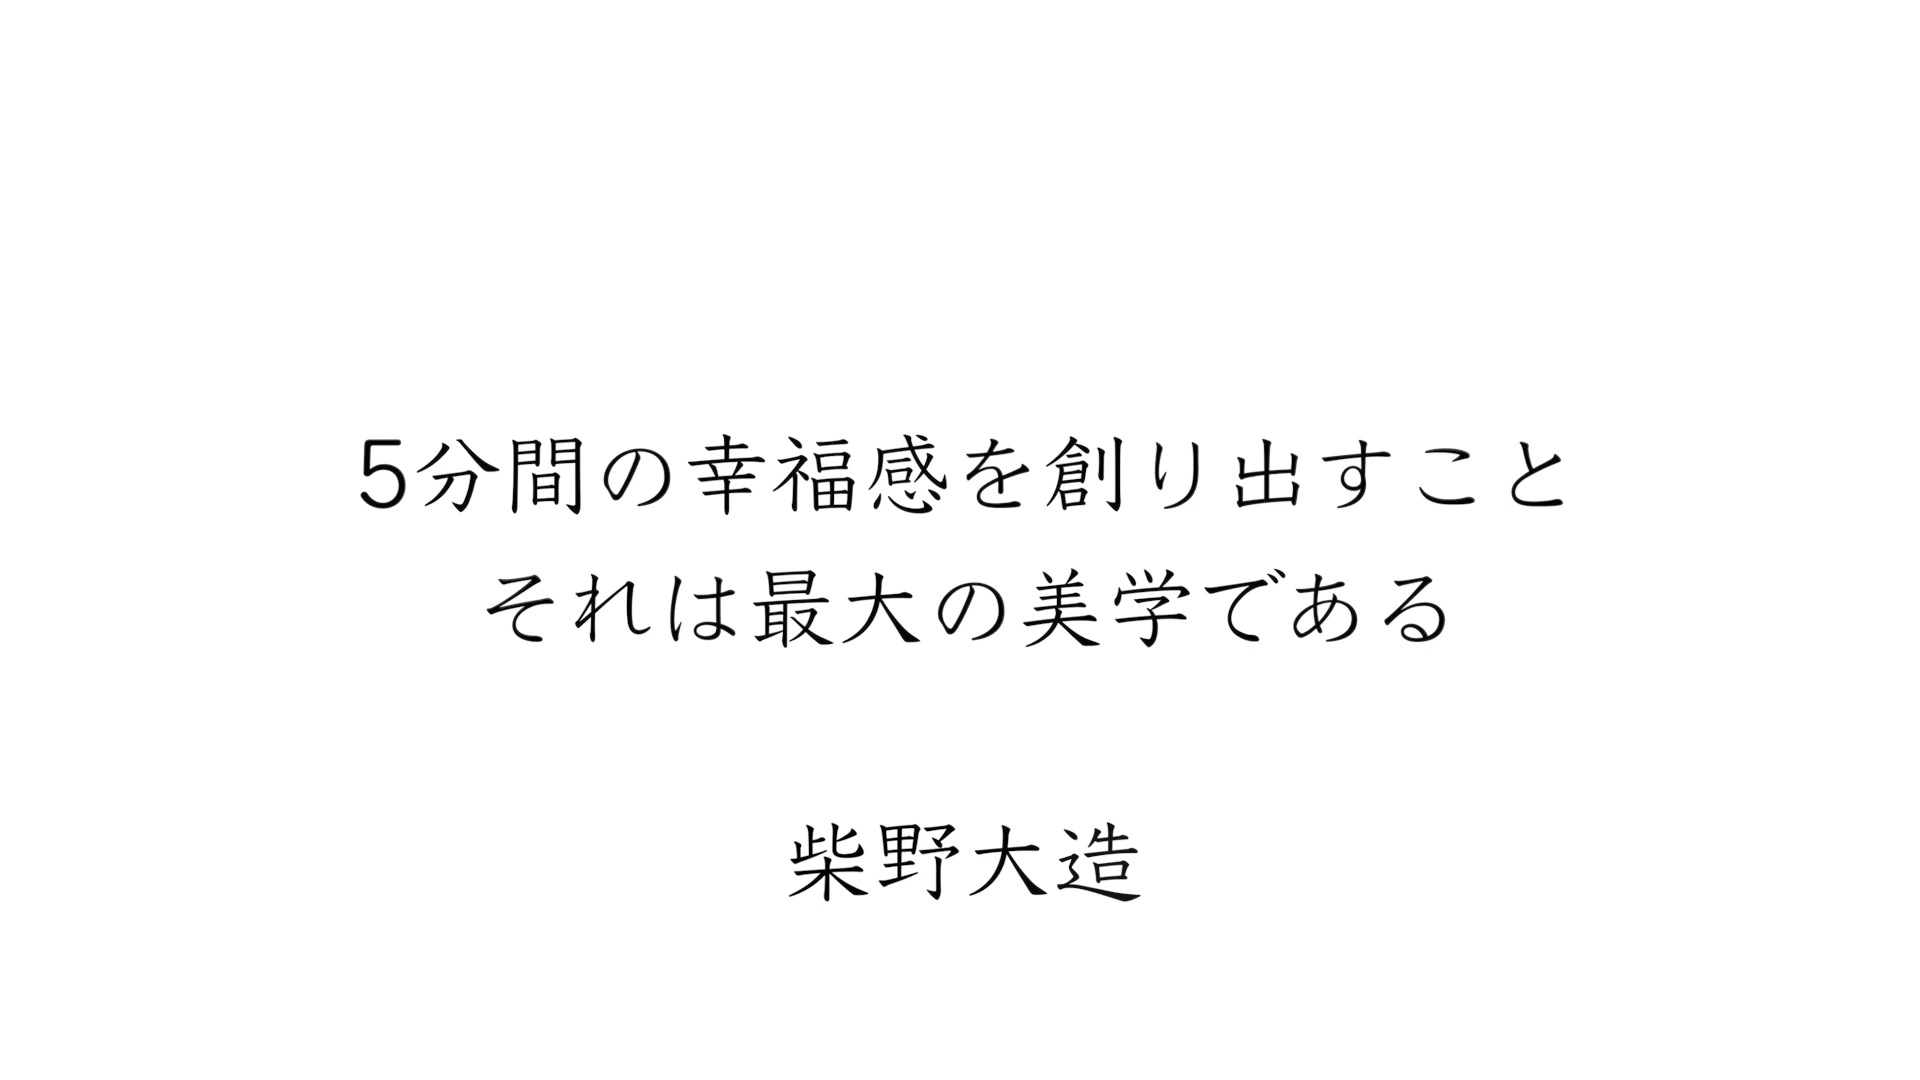 5分間の幸福感を創り出すこと
それは最大の美学である
柴野大造